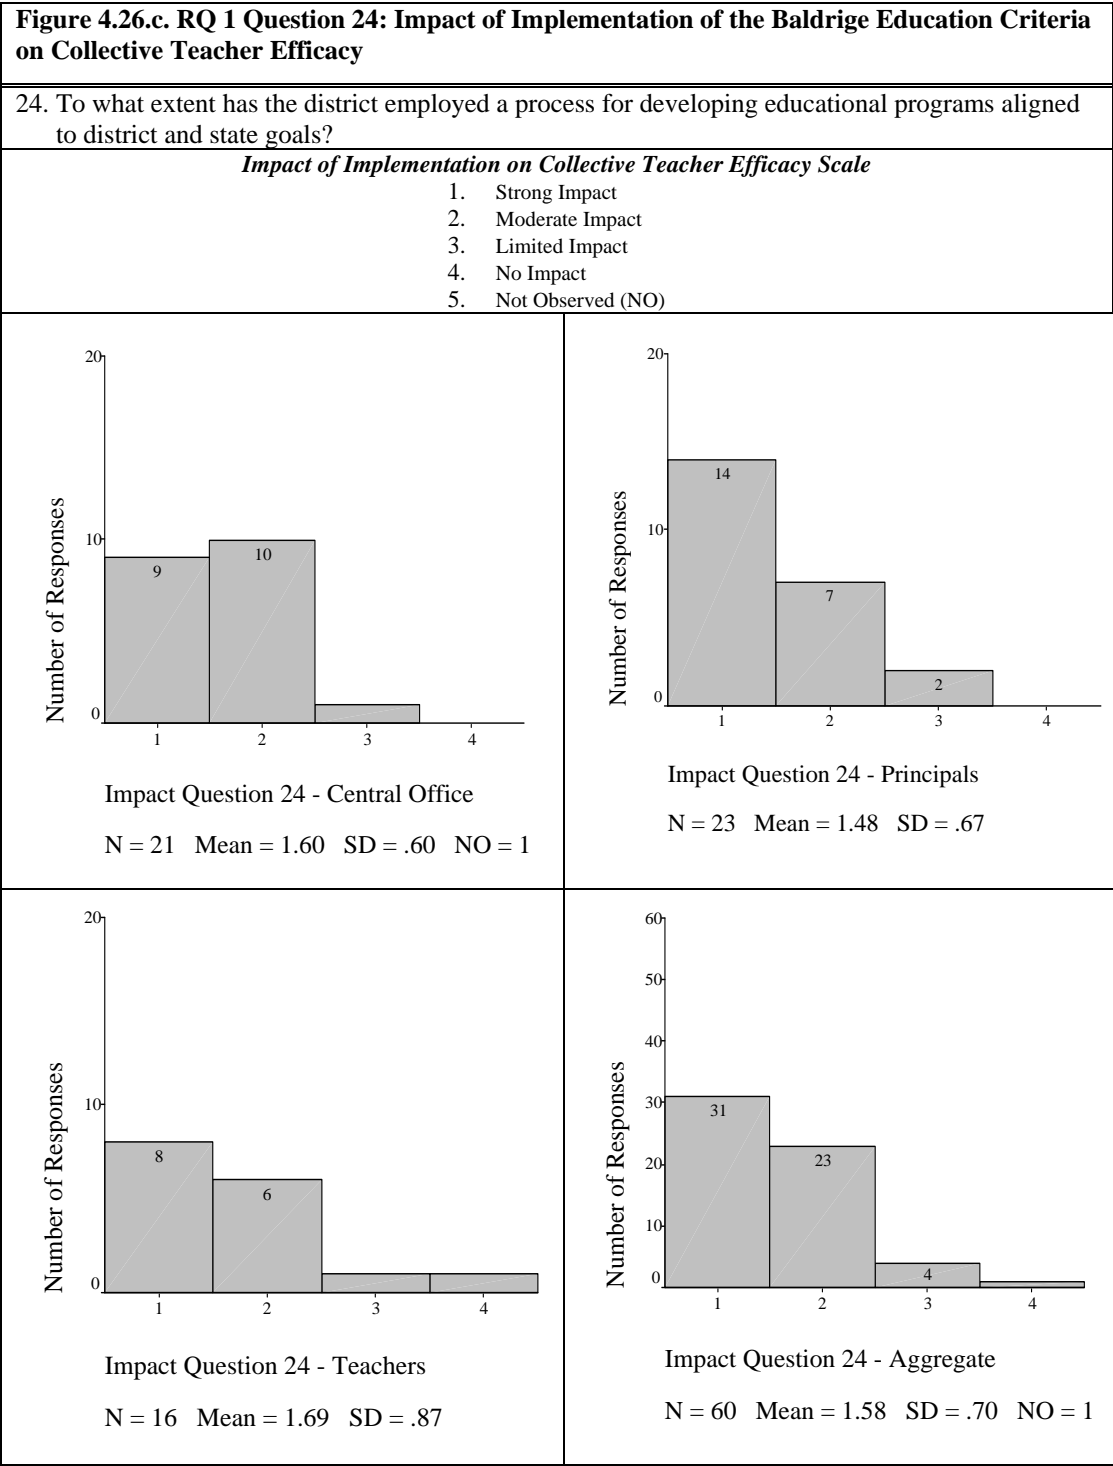 Figure 4.26.c. RQ 1 Question 24: Impact of Implementation of the Baldrige Education Criteria
on Collective Teacher Efficacy
24. To what extent has the district employed a process for developing educational programs aligned
to district and state goals?
Impact of Implementation on Collective Teacher Efficacy Scale
1. Strong Impact
2. Moderate Impact
3. Limited Impact
4. No Impact
5. Not Observed (NO)
Number of Responses
20
10
0
9
10
1 2 3 4
Impact Question 24 - Central Office
N = 21 Mean = 1.60 SD = .60 NO = 1
Number of Responses
20
10
0
14
7
2
1 2 3 4
Impact Question 24 - Principals
N = 23 Mean = 1.48 SD = .67
Number of Responses
20
10
0
8
6
1 2 3 4
Impact Question 24 - Teachers
N = 16 Mean = 1.69 SD = .87
Number of Responses
60
50
40
30
20
10
0
31
23
4
1 2 3 4
Impact Question 24 - Aggregate
N = 60 Mean = 1.58 SD = .70 NO = 1